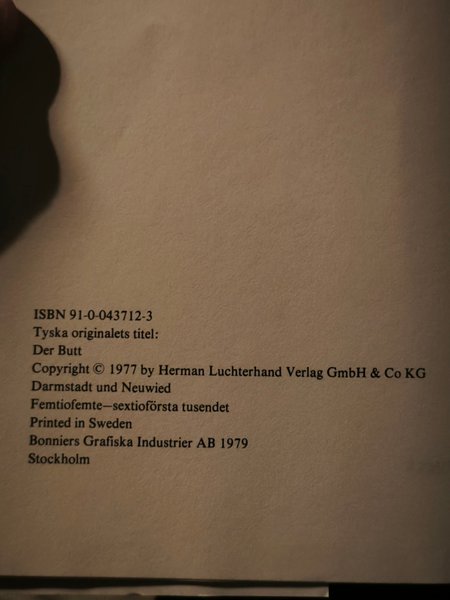 ISBN 91-0-043712-3
Tyska originalets titel:
Der Butt
Copyright © 1977 by Herman Luchterhand Verlag GmbH & Co KG
Darmstadt und Neuwied
Femtiofemte—sextioförsta tusendet
Printed in Sweden
Bonniers Grafiska Industrier AB 1979
Stockholm